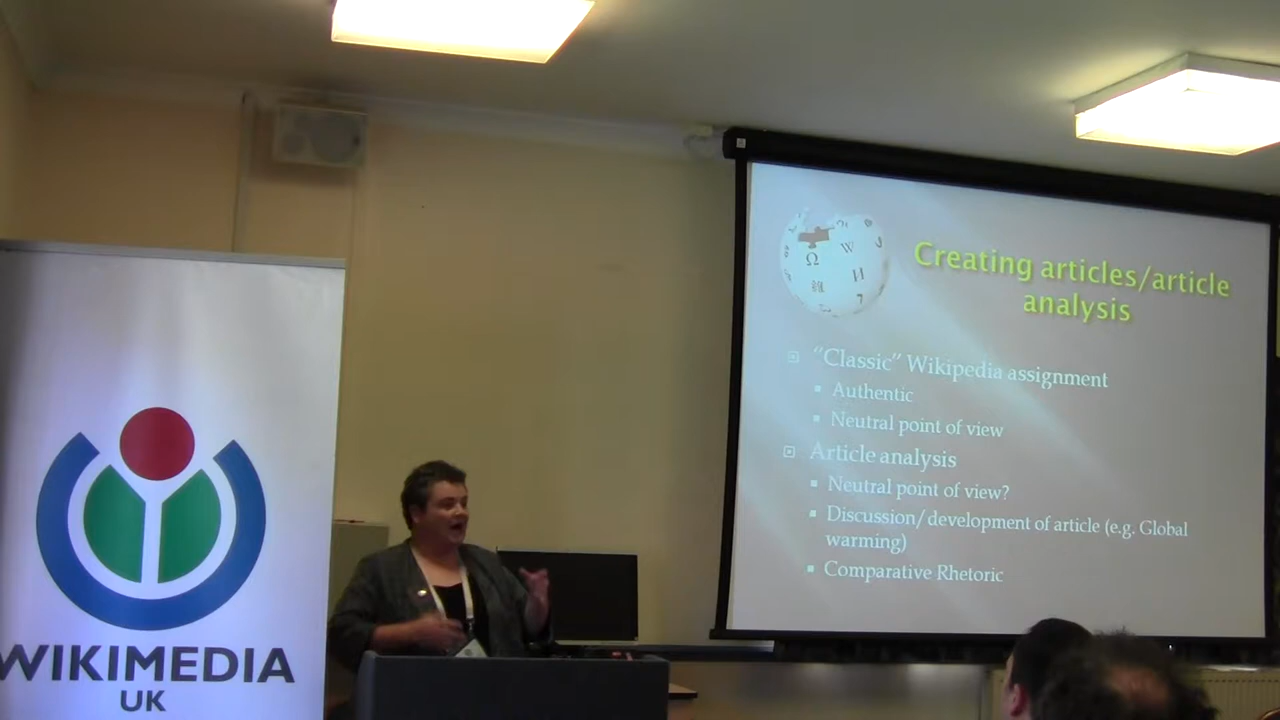 WIKIMEDIA
UK
Creating articles/article
analysis
"Classic" Wikipedia assignment
Authentic
Neutral point of view
Article analysis
Neutral point of view?
Discussion/development of article (e.g. Global
warming)
Comparative Rhetoric